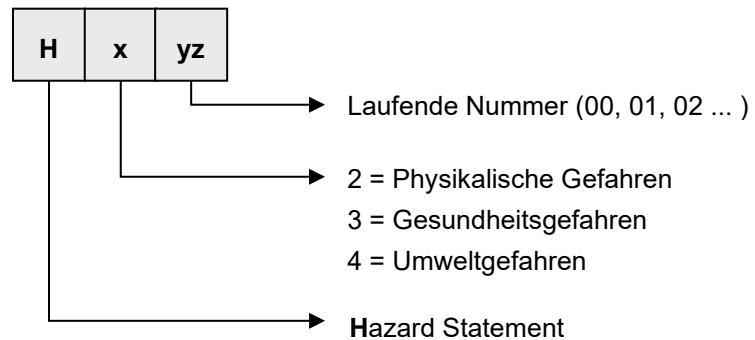 H x yz
Laufende Nummer (00, 01, 02 ... )
2 = Physikalische Gefahren
3 = Gesundheitsgefahren
4 = Umweltgefahren
Hazard Statement